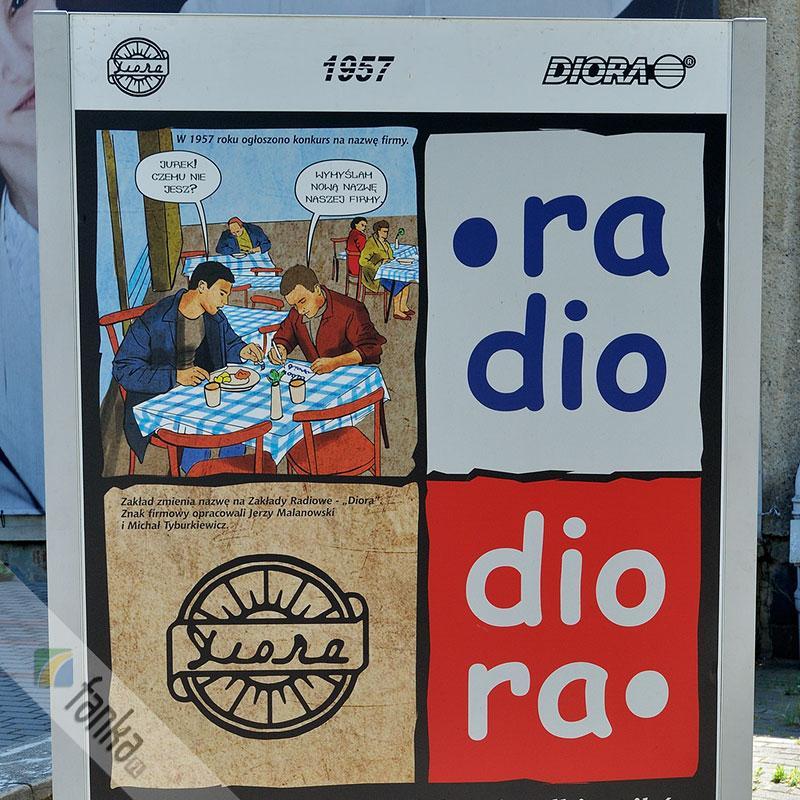 Diora
1957
DIORA®
W 1957 roku ogłoszono konkurs na nazwę firmy.
JUREK!
CZEMU NIE
JESZ?
WYMYŚLAM
NOWĄ NAZWĘ
NASZEJ FIRMY.
•ra
dio
Zakład zmienia nazwę na Zakłady Radiowe - „Diora”.
Znak firmowy opracowali Jerzy Malanowski
i Michał Tyburkiewicz.
Diora
dio
ra•
fanka